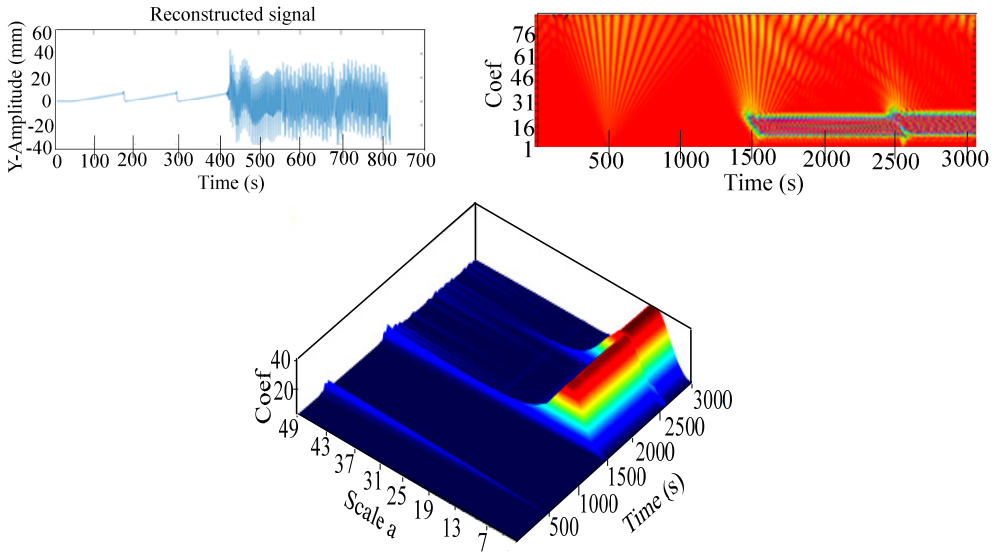 Reconstructed signal
Y-Amplitude (mm)
60
40
20
0
-20
-40
0 100 200 300 400 500 600 700 800 700
Time (s)
Coef
76
61
46
31
16
1
500 1000 1500 2000 2500 3000
Time (s)
Coef
40
20
49 43 37 31 25 19 13 7
Scale a
500 1000 1500 2000 2500 3000
Time (s)